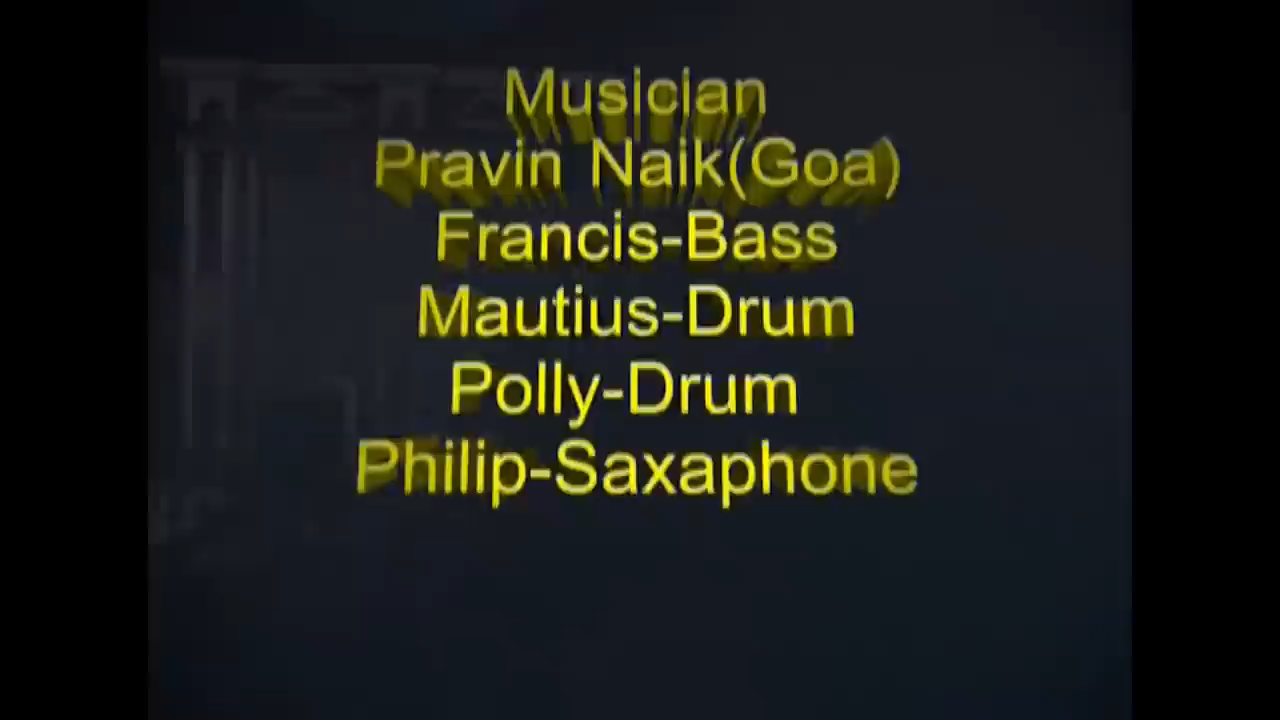 Musician
Pravin Naik(Goa)
Francis-Bass
Mautius-Drum
Polly-Drum
Philip-Saxaphone